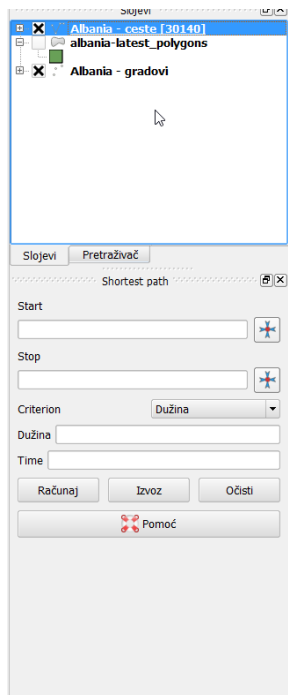 Slojevi
Albania - ceste [30140]
albania-latest_polygons
Albania - gradovi
Slojevi Pretraživač
Shortest path
Start
Stop
Criterion Dužina
Dužina
Time
Računaj Izvoz Očisti
Pomoć